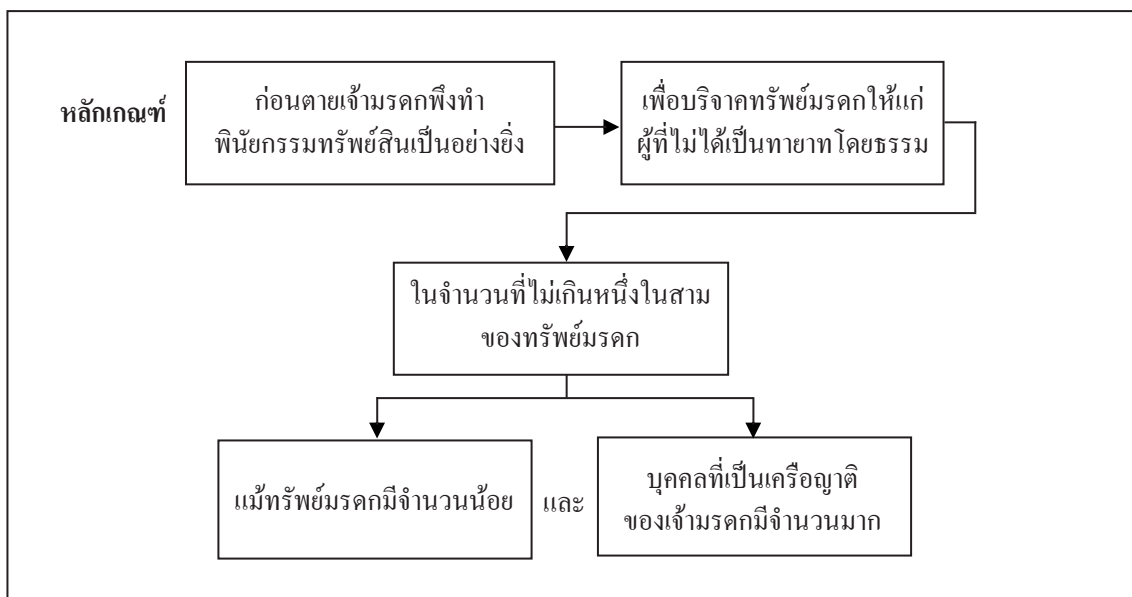 หลักเกณฑ์
ก่อนตายเจ้ามรดกพึงทำ
พินัยกรรมทรัพย์สินเป็นอย่างยิ่ง
เพื่อบริจาคทรัพย์มรดกให้แก่
ผู้ที่ไม่ได้เป็นทายาทโดยธรรม
ในจำนวนที่ไม่เกินหนึ่งในสาม
ของทรัพย์มรดก
แม้ทรัพย์มรดกมีจำนวนน้อย
และ
บุคคลที่เป็นเครือญาติ
ของเจ้ามรดกมีจำนวนมาก